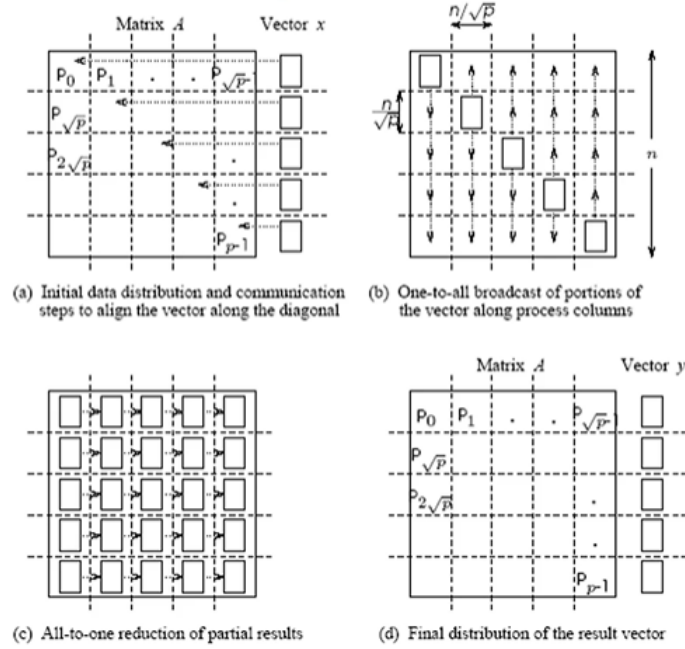 Matrix A Vector x
n/√p
P0 P1 . . P√p-
P√p
P2√p
.
.
Pp-1
n/√p
n
(a) Initial data distribution and communication
steps to align the vector along the diagonal
(b) One-to-all broadcast of portions of
the vector along process columns
Matrix A Vector y
P0 P1 . . P√p-1
P√p
P2√p
.
.
Pp-1
(c) All-to-one reduction of partial results
(d) Final distribution of the result vector